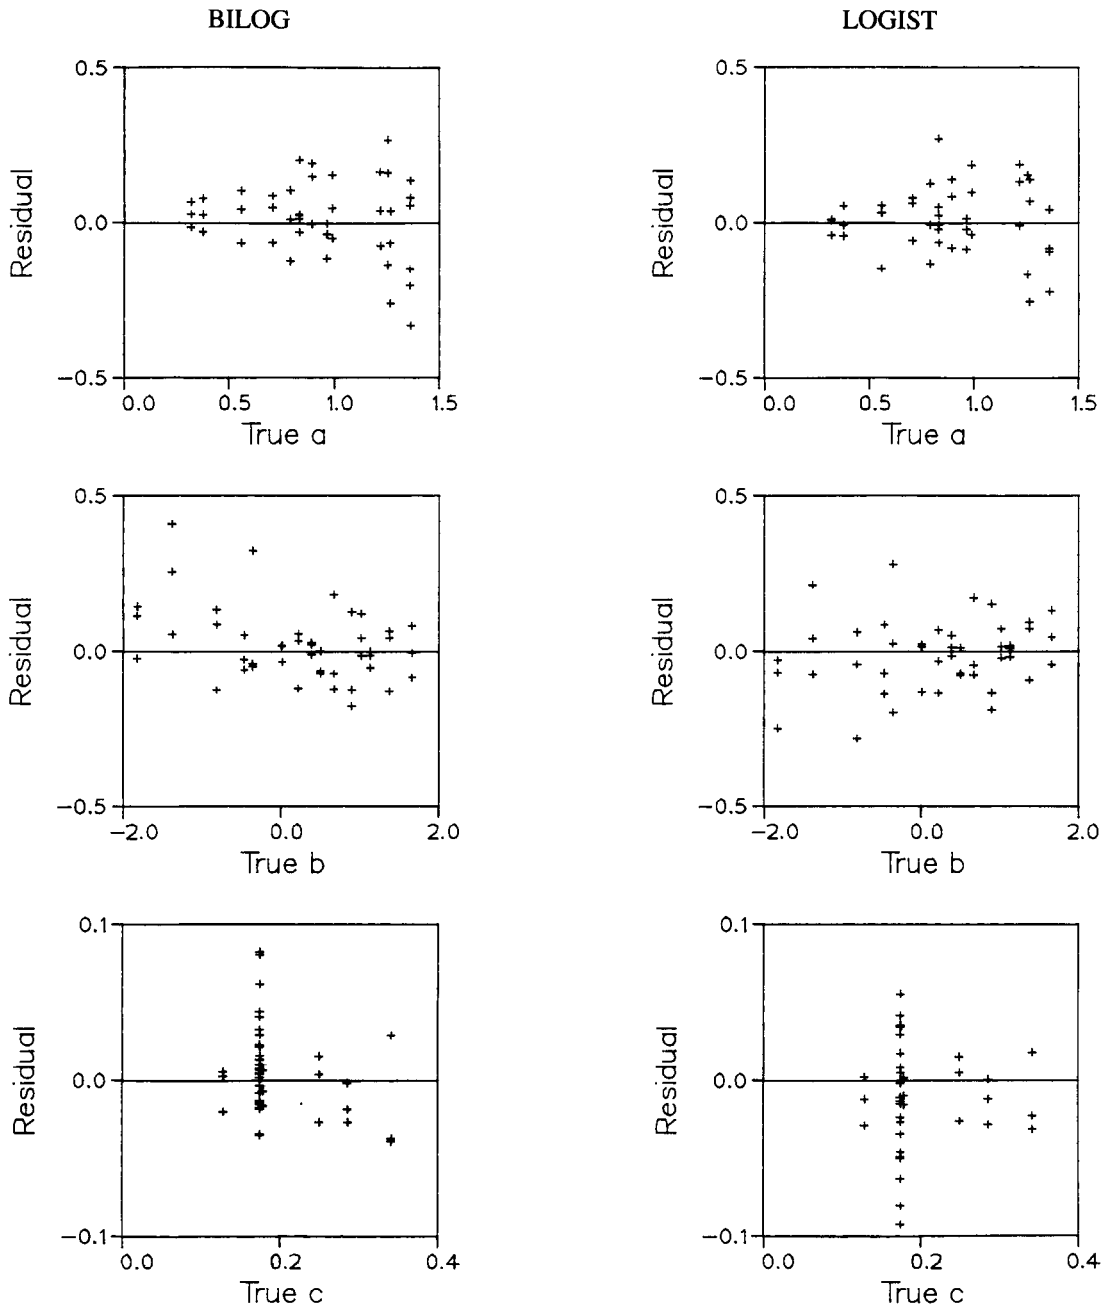 BILOG LOGIST
0.5 0.5
Residual Residual
0.0 0.0
−0.5 −0.5
0.0 0.5 1.0 1.5 0.0 0.5 1.0 1.5
True a True a
0.5 0.5
Residual Residual
0.0 0.0
−0.5 −0.5
−2.0 0.0 2.0 −2.0 0.0 2.0
True b True b
0.1 0.1
Residual Residual
0.0 0.0
−0.1 −0.1
0.0 0.2 0.4 0.0 0.2 0.4
True c True c